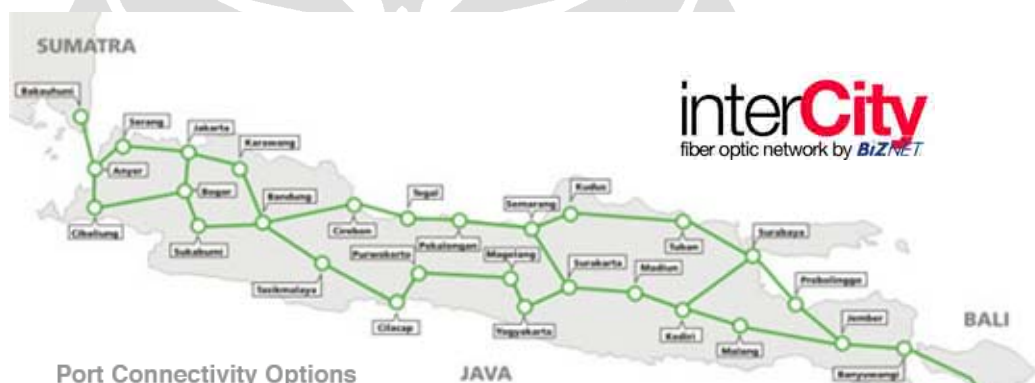 SUMATRA
Bakauhuni
Serang
Jakarta
Karawang
Anyer
Bogor
Bandung
Cibaliung
Sukabumi
Tasikmalaya
Cirebon
Tegal
Pekalongan
Purwokerto
Cilacap
Magelang
Yogyakarta
Semarang
Kudus
Surakarta
Madiun
Tuban
Surabaya
Kediri
Malang
Probolinggo
Jember
Banyuwangi
interCity
fiber optic network by BiZNET
BALI
Port Connectivity Options
JAVA